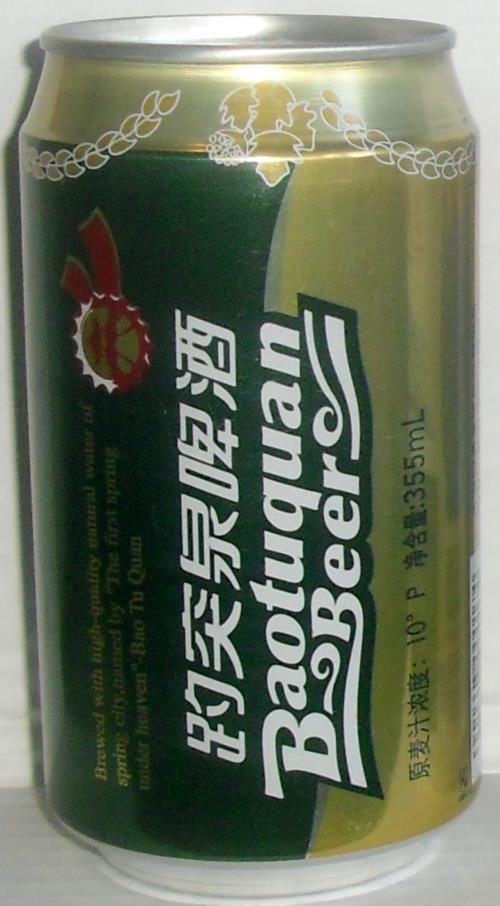 Brewed with high-quality natural water of
spring city,named by "The first spring
under heaven"-Bao Tu Quan
趵突泉啤酒
Baotuquan
Beer
原麦汁浓度：10°P 净含量:355mL